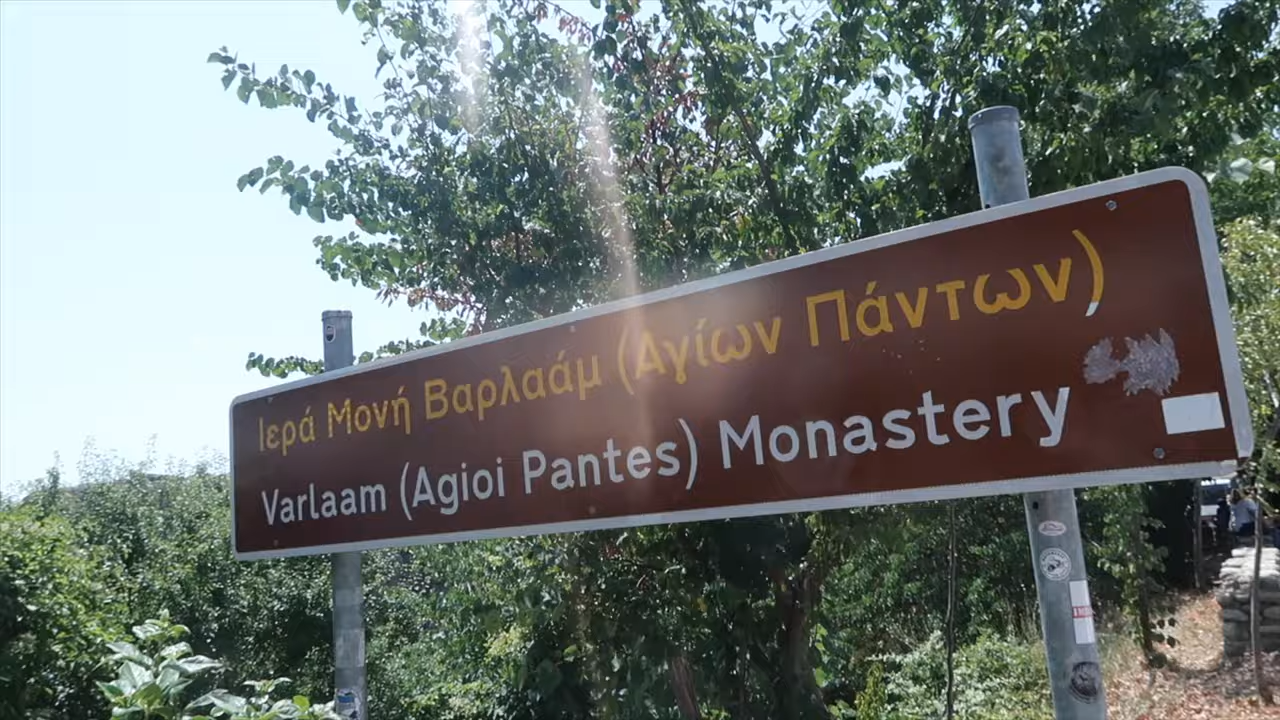 Ιερά Μονή Βαρλαάμ (Αγίων Πάντων)
Varlaam (Agioi Pantes) Monastery